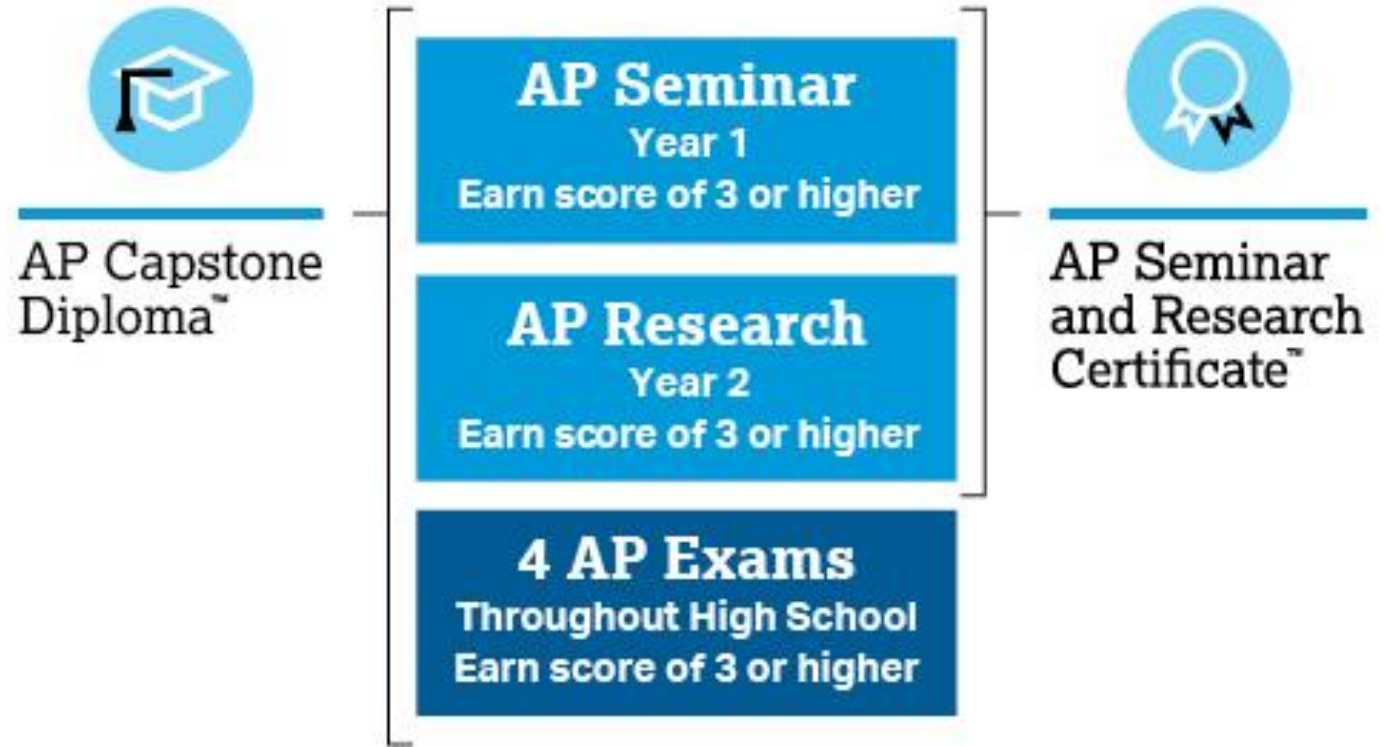 AP Capstone
Diploma™
AP Seminar
Year 1
Earn score of 3 or higher
AP Research
Year 2
Earn score of 3 or higher
4 AP Exams
Throughout High School
Earn score of 3 or higher
AP Seminar
and Research
Certificate™